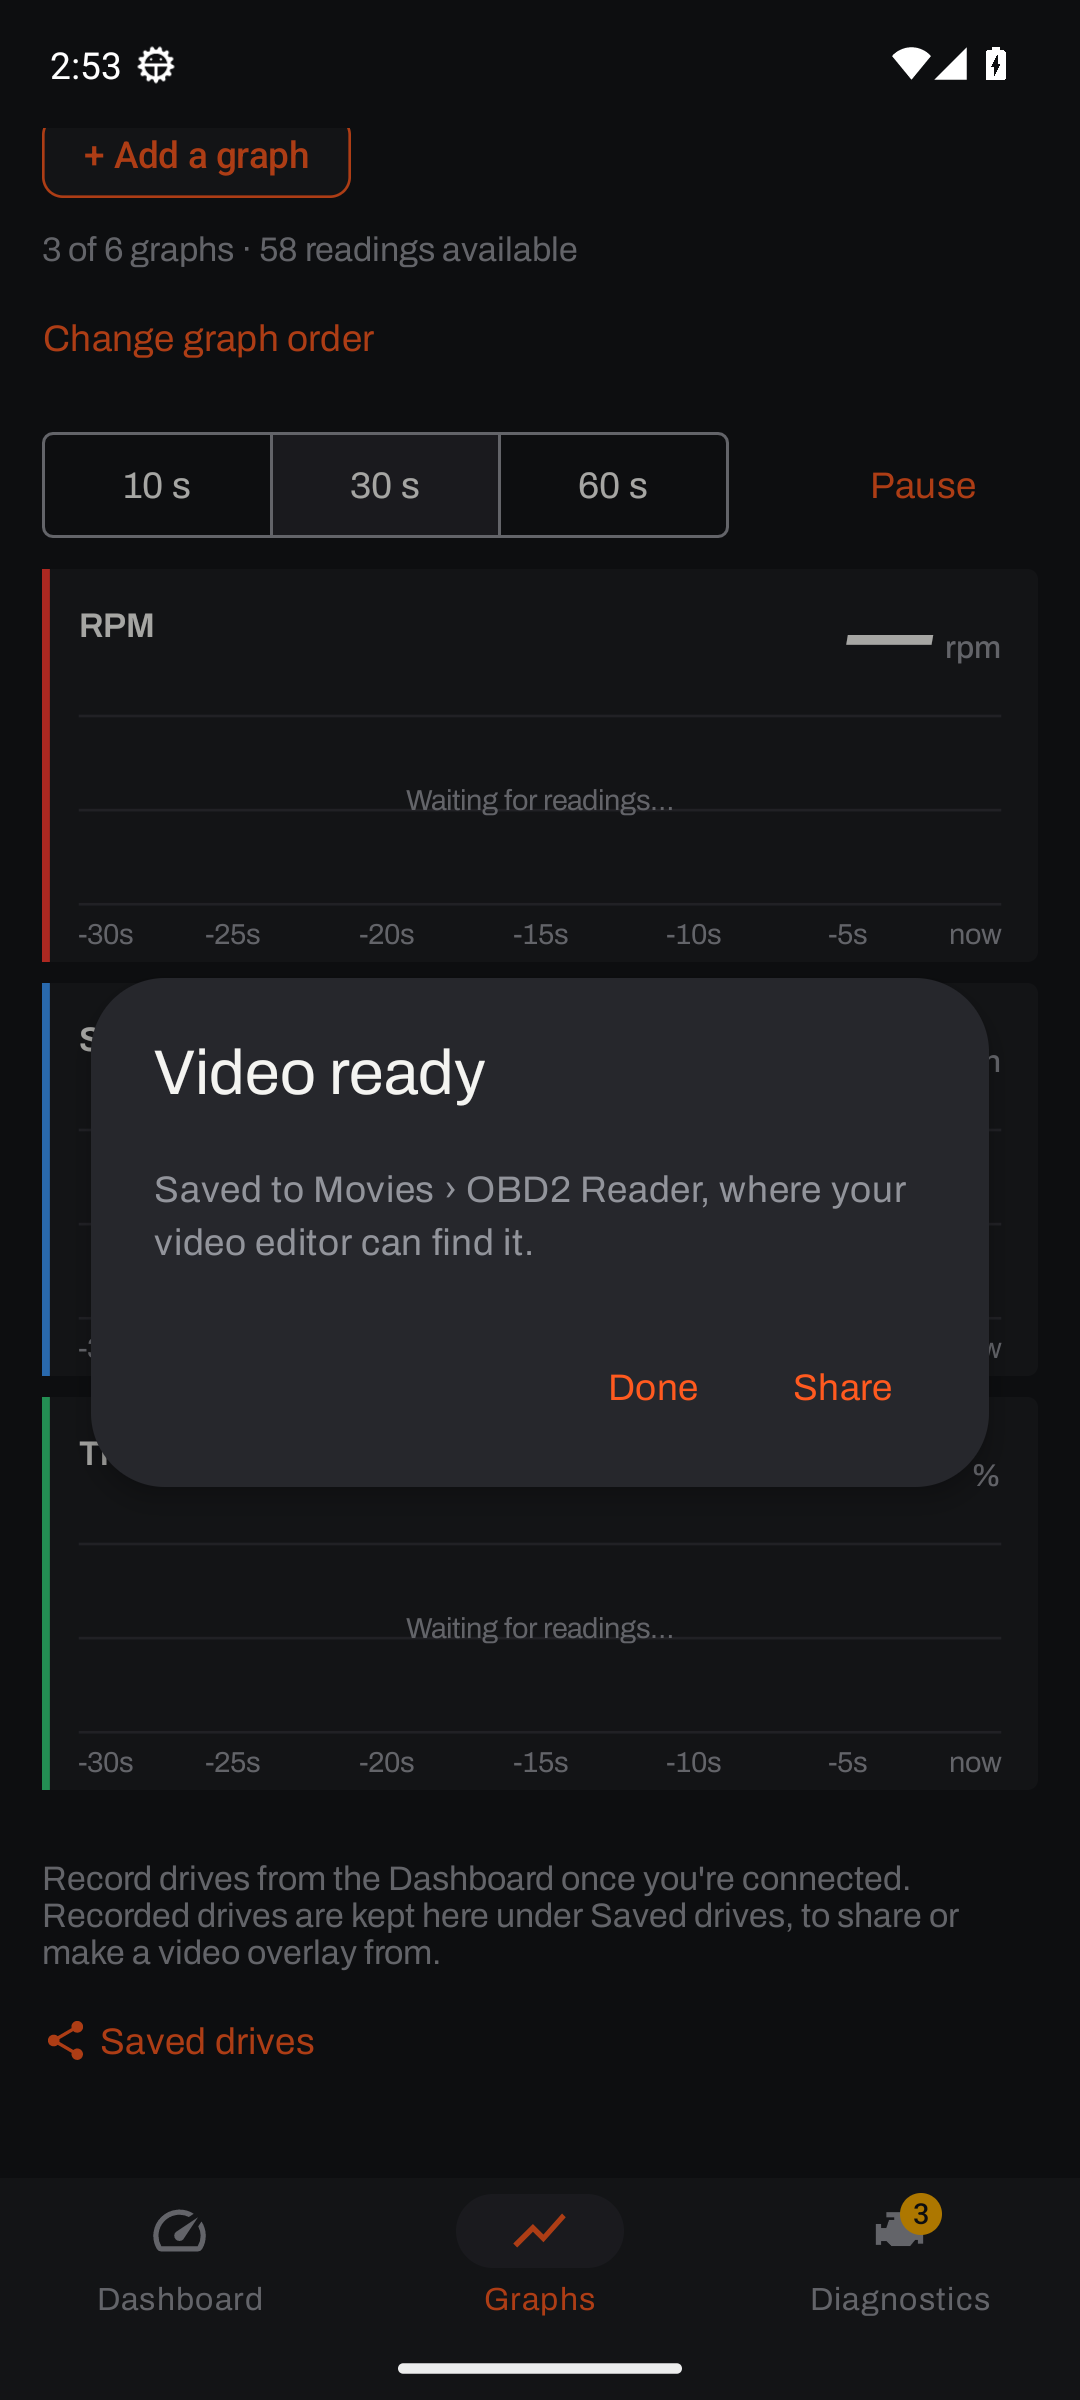 2:53
+ Add a graph
3 of 6 graphs · 58 readings available
Change graph order
10 s 30 s 60 s Pause
RPM
rpm
Waiting for readings...
-30s -25s -20s -15s -10s -5s now
Video ready
Saved to Movies › OBD2 Reader, where your
video editor can find it.
Done Share
%
Waiting for readings...
-30s -25s -20s -15s -10s -5s now
Record drives from the Dashboard once you're connected.
Recorded drives are kept here under Saved drives, to share or
make a video overlay from.
Saved drives
3
Dashboard Graphs Diagnostics